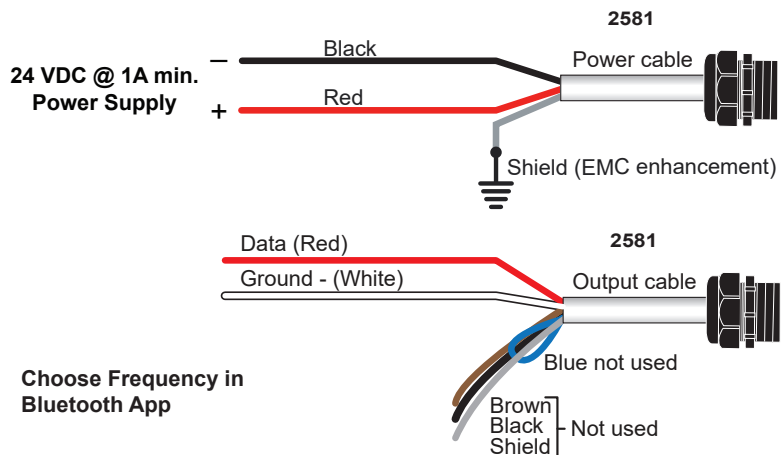 2581
Black
Power cable
24 VDC @ 1A min.
Power Supply
−
+
Red
Shield (EMC enhancement)
2581
Data (Red)
Output cable
Ground - (White)
Blue not used
Choose Frequency in
Bluetooth App
Brown
Black
Shield
Not used